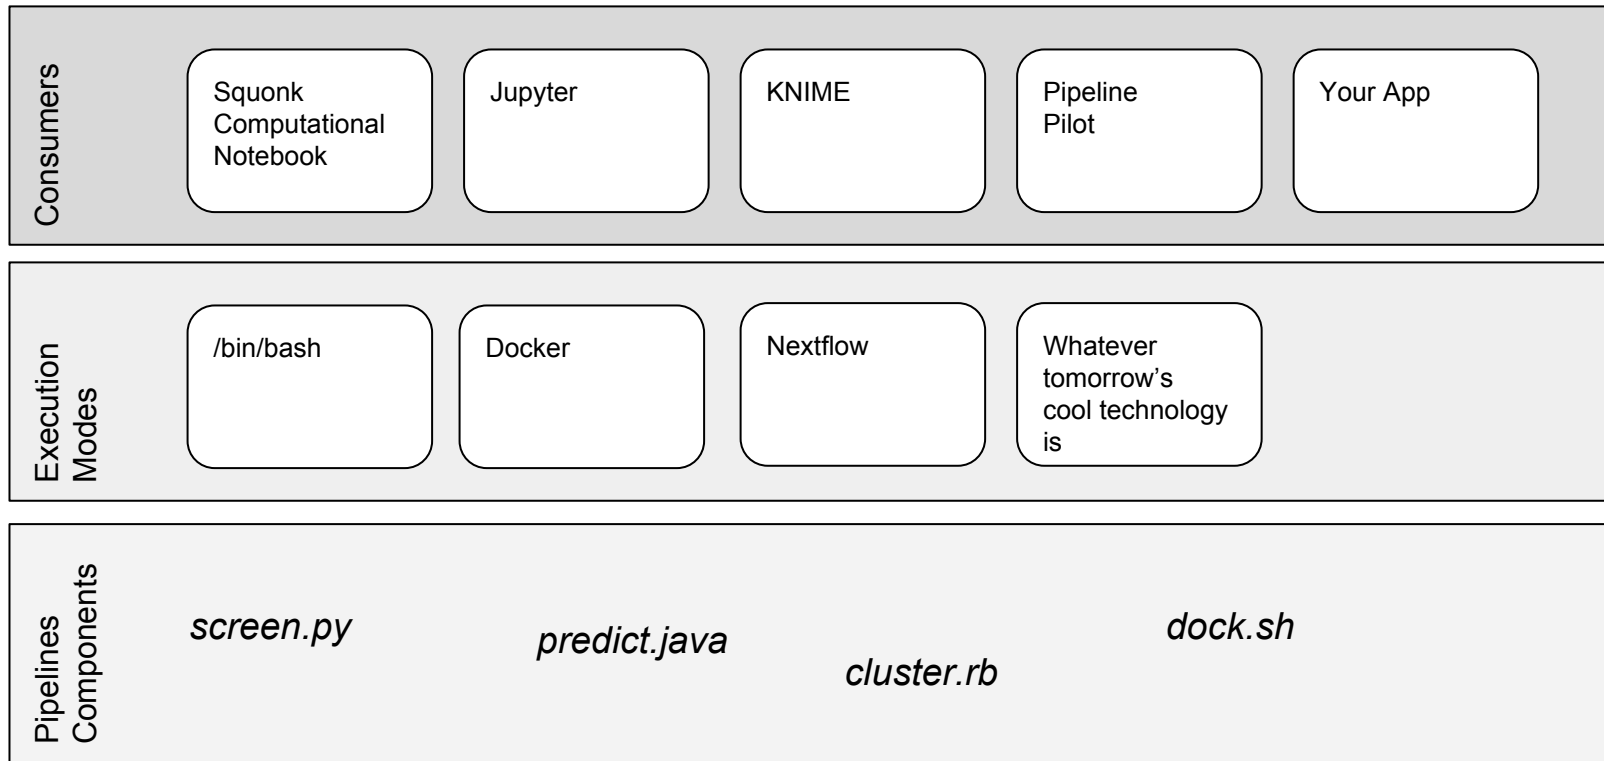 Consumers
Squonk
Computational
Notebook
Jupyter
KNIME
Pipeline
Pilot
Your App
Execution
Modes
/bin/bash
Docker
Nextflow
Whatever
tomorrow’s
cool technology
is
Pipelines
Components
screen.py
predict.java
cluster.rb
dock.sh